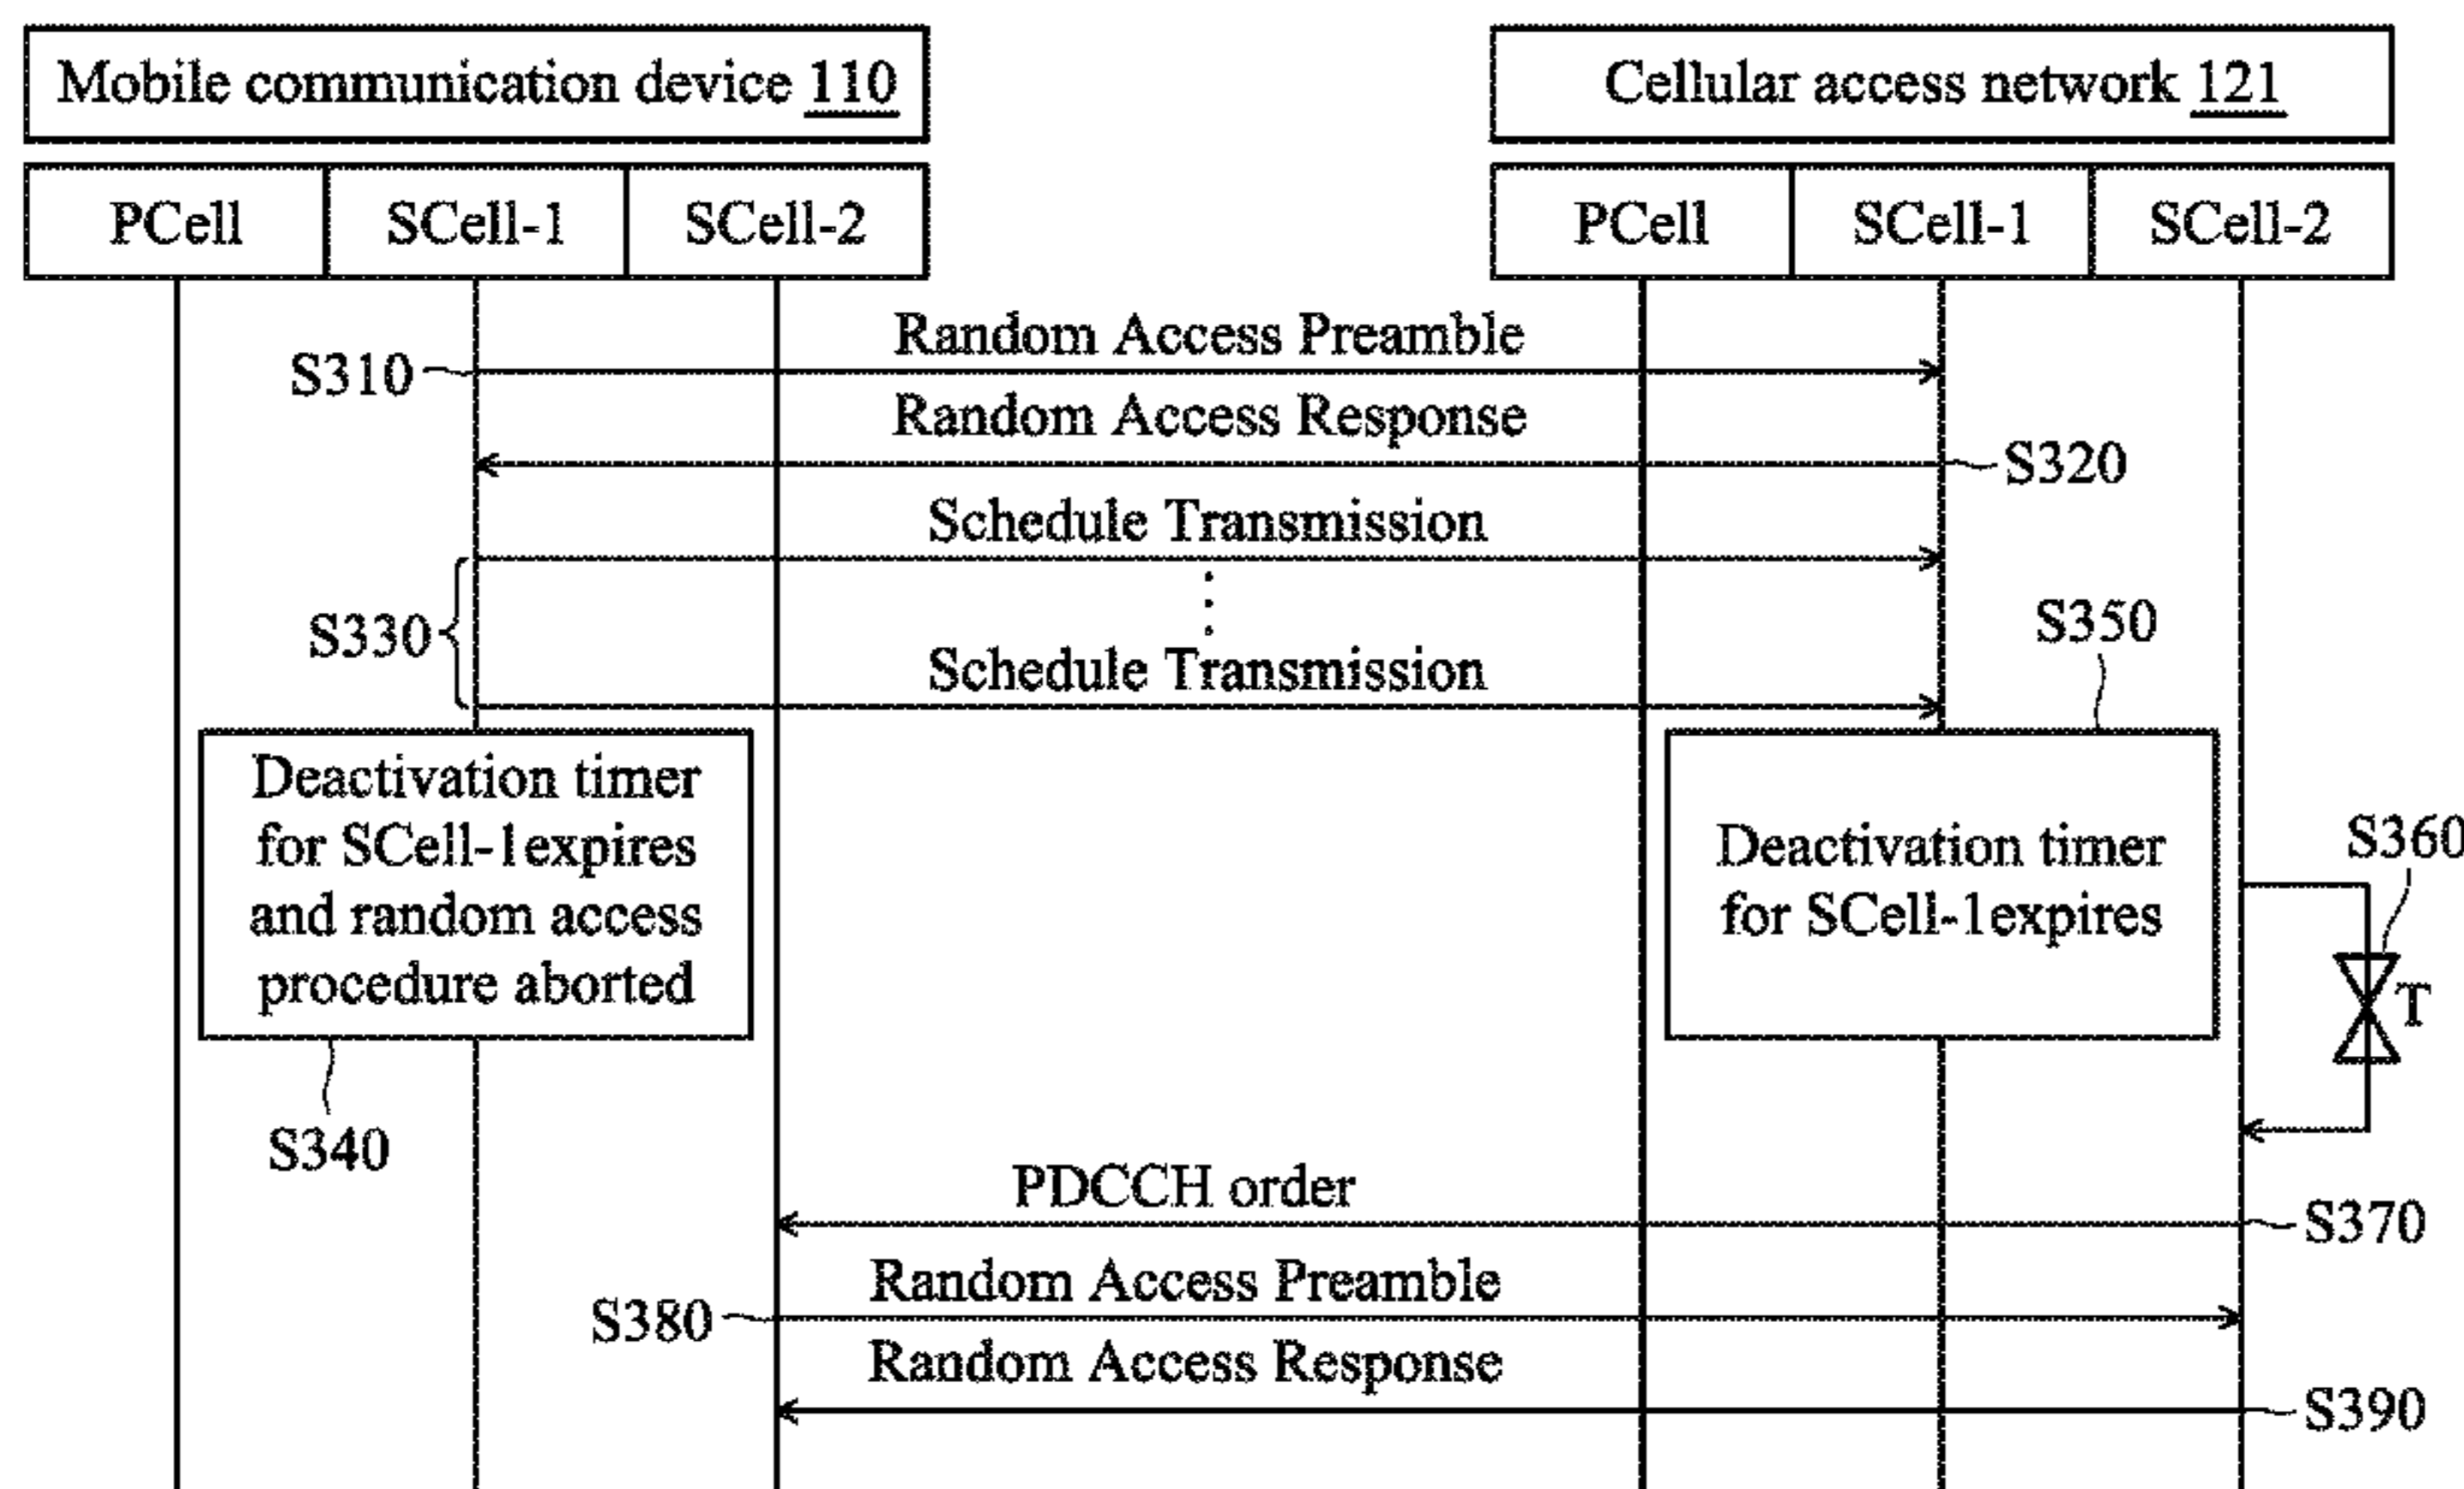 Mobile communication device 110
Cellular access network 121
PCell
SCell-1
SCell-2
PCell
SCell-1
SCell-2
Random Access Preamble
S310
Random Access Response
S320
Schedule Transmission
S330
S350
Schedule Transmission
Deactivation timer
for SCell-1expires
and random access
procedure aborted
Deactivation timer
for SCell-1expires
S360
T
S340
PDCCH order
S370
Random Access Preamble
S380
Random Access Response
S390